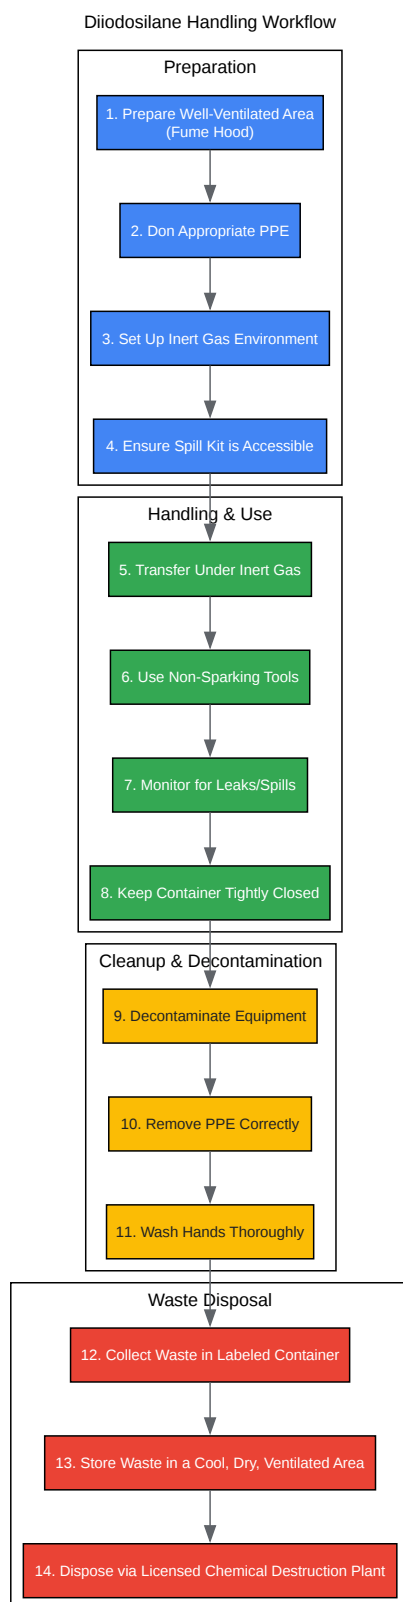 Diiodosilane Handling Workflow
Preparation
1. Prepare Well-Ventilated Area
(Fume Hood)
2. Don Appropriate PPE
3. Set Up Inert Gas Environment
4. Ensure Spill Kit is Accessible
Handling & Use
5. Transfer Under Inert Gas
6. Use Non-Sparking Tools
7. Monitor for Leaks/Spills
8. Keep Container Tightly Closed
Cleanup & Decontamination
9. Decontaminate Equipment
10. Remove PPE Correctly
11. Wash Hands Thoroughly
Waste Disposal
12. Collect Waste in Labeled Container
13. Store Waste in a Cool, Dry, Ventilated Area
14. Dispose via Licensed Chemical Destruction Plant